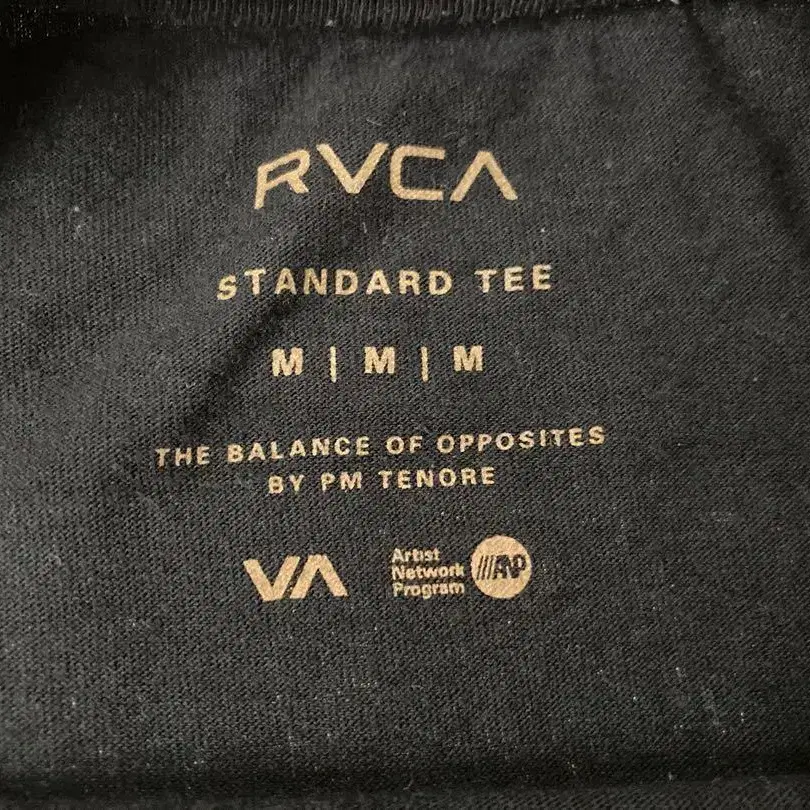 RVCA
STANDARD TEE
M | M | M
THE BALANCE OF OPPOSITES
BY PM TENORE
VA
Artist
Network
Program
///ANP